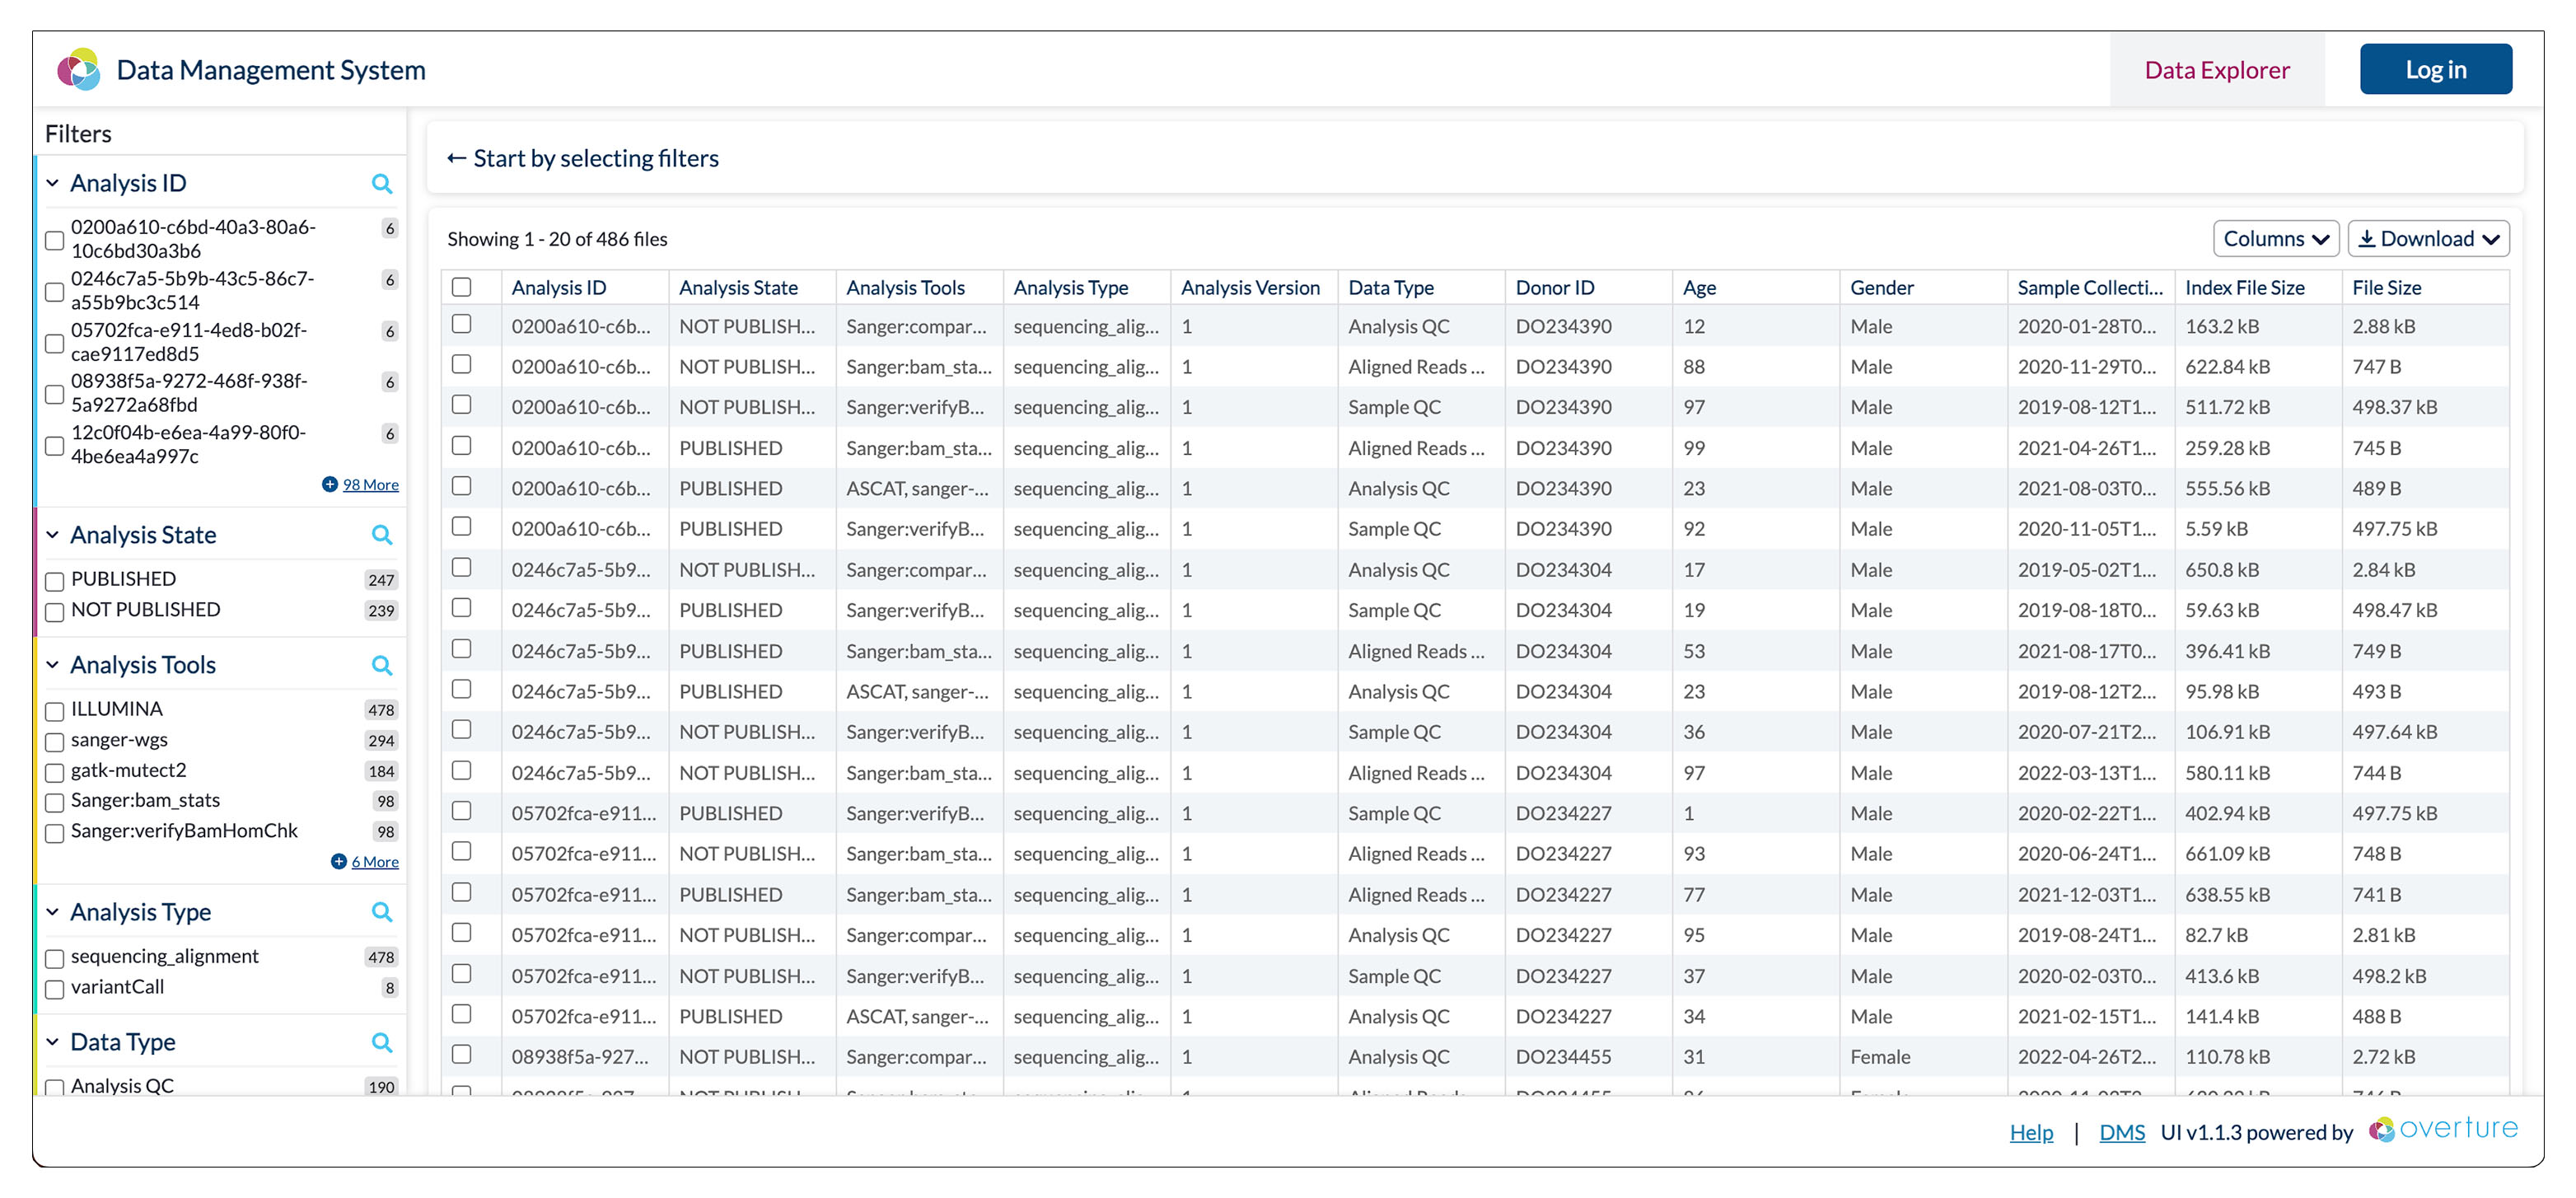 Data Management System
Data Explorer
Log in
Filters
Analysis ID
0200a610-c6bd-40a3-80a6-
10c6bd30a3b6
6
0246c7a5-5b9b-43c5-86c7-
a55b9bc3c514
6
05702fca-e911-4ed8-b02f-
cae9117ed8d5
6
08938f5a-9272-468f-938f-
5a9272a68fbd
6
12c0f04b-e6ea-4a99-80f0-
4be6ea4a997c
6
98 More
Analysis State
PUBLISHED 247
NOT PUBLISHED 239
Analysis Tools
ILLUMINA 478
sanger-wgs 294
gatk-mutect2 184
Sanger:bam_stats 98
Sanger:verifyBamHomChk 98
6 More
Analysis Type
sequencing_alignment 478
variantCall 8
Data Type
Analysis QC 190
← Start by selecting filters
Showing 1 - 20 of 486 files
Columns
Download
Analysis ID Analysis State Analysis Tools Analysis Type Analysis Version Data Type Donor ID Age Gender Sample Collecti... Index File Size File Size
0200a610-c6b... NOT PUBLISH... Sanger:compar... sequencing_alig... 1 Analysis QC DO234390 12 Male 2020-01-28T0... 163.2 kB 2.88 kB
0200a610-c6b... NOT PUBLISH... Sanger:bam_sta... sequencing_alig... 1 Aligned Reads ... DO234390 88 Male 2020-11-29T0... 622.84 kB 747 B
0200a610-c6b... NOT PUBLISH... Sanger:verifyB... sequencing_alig... 1 Sample QC DO234390 97 Male 2019-08-12T1... 511.72 kB 498.37 kB
0200a610-c6b... PUBLISHED Sanger:bam_sta... sequencing_alig... 1 Aligned Reads ... DO234390 99 Male 2021-04-26T1... 259.28 kB 745 B
0200a610-c6b... PUBLISHED ASCAT, sanger-... sequencing_alig... 1 Analysis QC DO234390 23 Male 2021-08-03T0... 555.56 kB 489 B
0200a610-c6b... PUBLISHED Sanger:verifyB... sequencing_alig... 1 Sample QC DO234390 92 Male 2020-11-05T1... 5.59 kB 497.75 kB
0246c7a5-5b9... NOT PUBLISH... Sanger:compar... sequencing_alig... 1 Analysis QC DO234304 17 Male 2019-05-02T1... 650.8 kB 2.84 kB
0246c7a5-5b9... PUBLISHED Sanger:verifyB... sequencing_alig... 1 Sample QC DO234304 19 Male 2019-08-18T0... 59.63 kB 498.47 kB
0246c7a5-5b9... PUBLISHED Sanger:bam_sta... sequencing_alig... 1 Aligned Reads ... DO234304 53 Male 2021-08-17T0... 396.41 kB 749 B
0246c7a5-5b9... PUBLISHED ASCAT, sanger-... sequencing_alig... 1 Analysis QC DO234304 23 Male 2019-08-12T2... 95.98 kB 493 B
0246c7a5-5b9... NOT PUBLISH... Sanger:verifyB... sequencing_alig... 1 Sample QC DO234304 36 Male 2020-07-21T2... 106.91 kB 497.64 kB
0246c7a5-5b9... NOT PUBLISH... Sanger:bam_sta... sequencing_alig... 1 Aligned Reads ... DO234304 97 Male 2022-03-13T1... 580.11 kB 744 B
05702fca-e911... PUBLISHED Sanger:verifyB... sequencing_alig... 1 Sample QC DO234227 1 Male 2020-02-22T1... 402.94 kB 497.75 kB
05702fca-e911... NOT PUBLISH... Sanger:bam_sta... sequencing_alig... 1 Aligned Reads ... DO234227 93 Male 2020-06-24T1... 661.09 kB 748 B
05702fca-e911... PUBLISHED Sanger:bam_sta... sequencing_alig... 1 Aligned Reads ... DO234227 77 Male 2021-12-03T1... 638.55 kB 741 B
05702fca-e911... NOT PUBLISH... Sanger:compar... sequencing_alig... 1 Analysis QC DO234227 95 Male 2019-08-24T1... 82.7 kB 2.81 kB
05702fca-e911... NOT PUBLISH... Sanger:verifyB... sequencing_alig... 1 Sample QC DO234227 37 Male 2020-02-03T0... 413.6 kB 498.2 kB
05702fca-e911... PUBLISHED ASCAT, sanger-... sequencing_alig... 1 Analysis QC DO234227 34 Male 2021-02-15T1... 141.4 kB 488 B
08938f5a-927... NOT PUBLISH... Sanger:compar... sequencing_alig... 1 Analysis QC DO234455 31 Female 2022-04-26T2... 110.78 kB 2.72 kB
Help | DMS UI v1.1.3 powered by overture